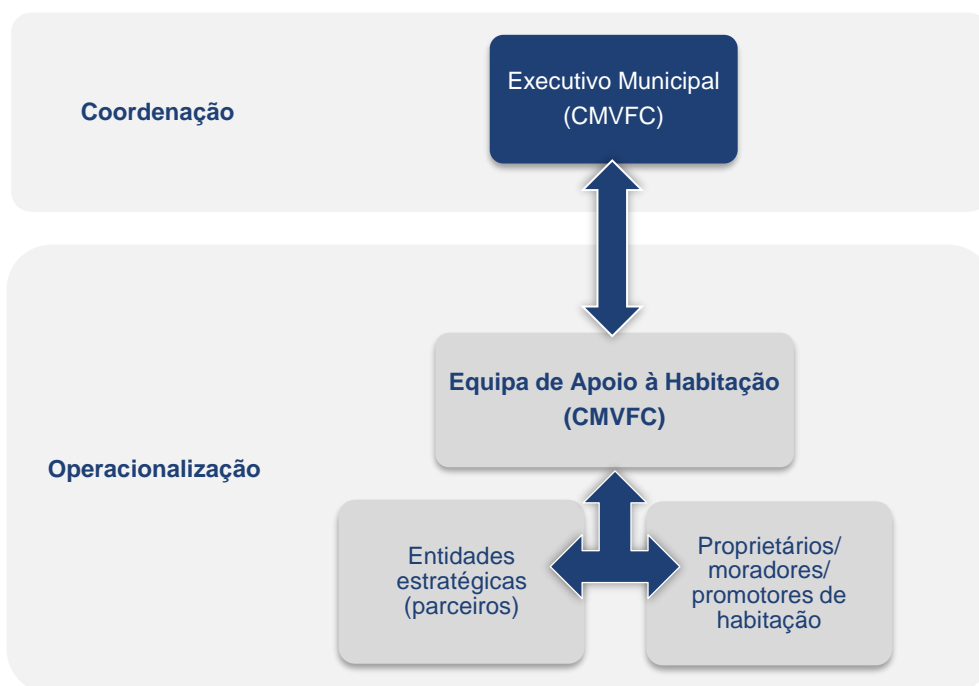 Coordenação
Executivo Municipal
(CMVFC)
Equipa de Apoio à Habitação
(CMVFC)
Operacionalização
Entidades
estratégicas
(parceiros)
Proprietários/
moradores/
promotores de
habitação